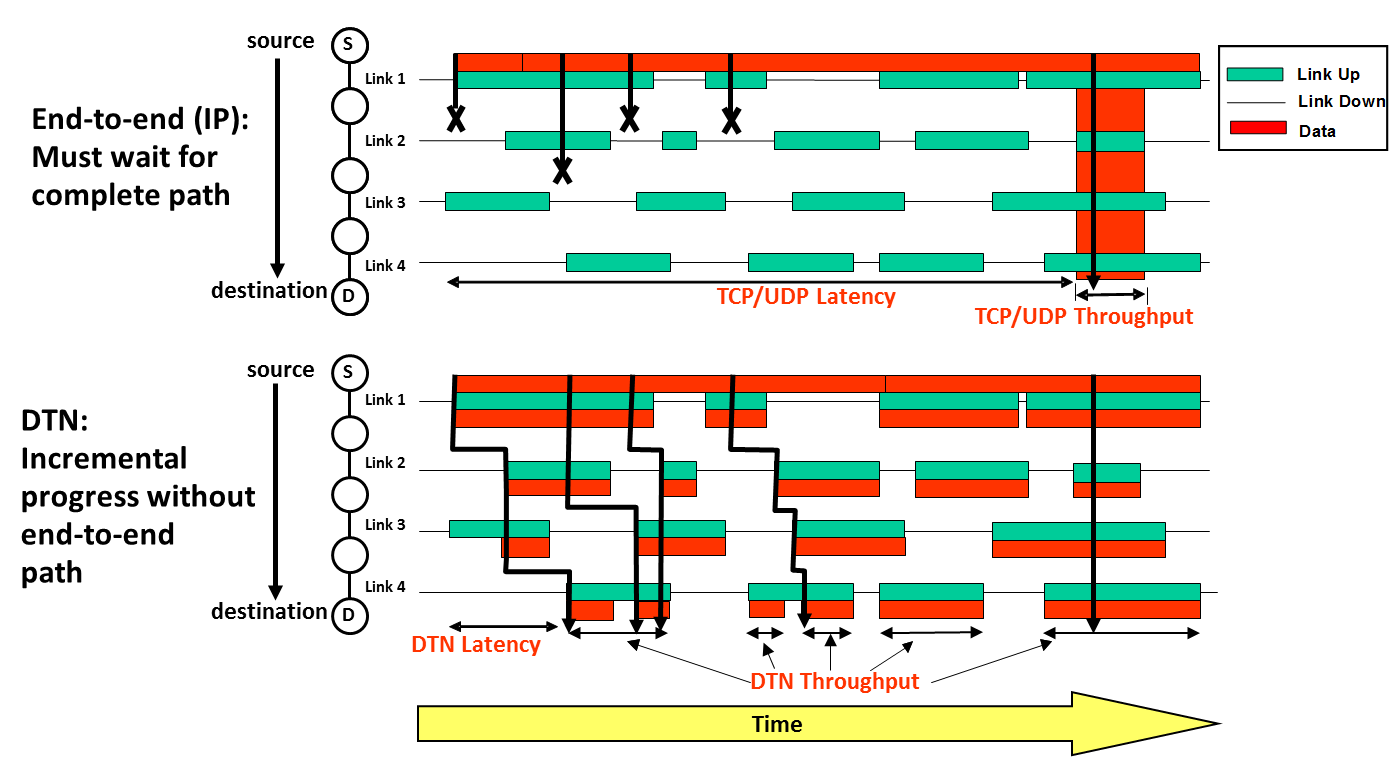 source
S
Link 1
Link Up
Link Down
Data
End-to-end (IP):
Must wait for
complete path
Link 2
Link 3
Link 4
destination
D
TCP/UDP Latency
TCP/UDP Throughput
source
S
Link 1
DTN:
Incremental
progress without
end-to-end
path
Link 2
Link 3
Link 4
destination
D
DTN Latency
DTN Throughput
Time